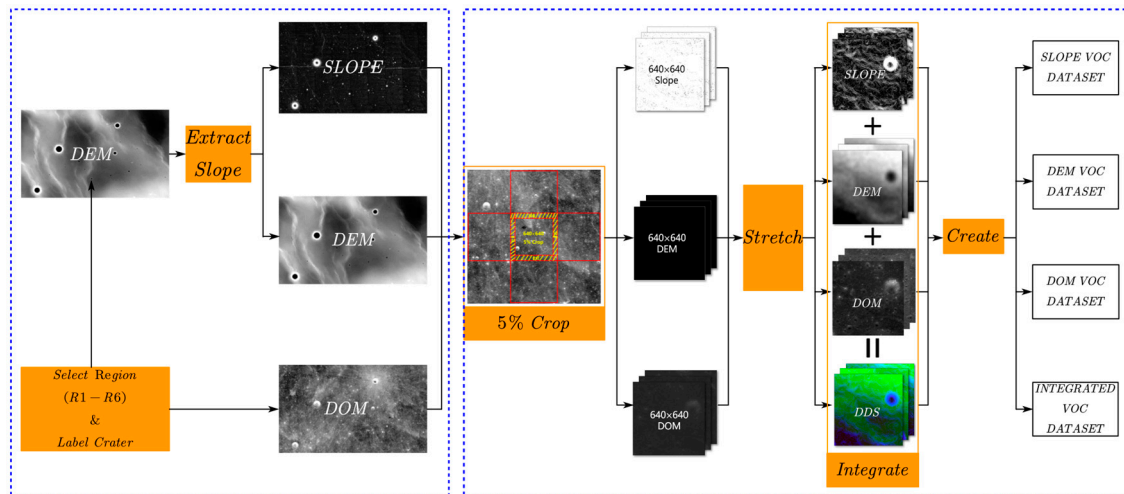 SLOPE
DEM
Extract
Slope
DEM
Select Region
(R1 − R6)
&
Label Crater
DOM
640×640
5% Crop
640×640
Slope
640×640
DEM
640×640
DOM
Stretch
SLOPE
+
DEM
+
DOM
=
DDS
Integrate
Create
SLOPE VOC
DATASET
DEM VOC
DATASET
DOM VOC
DATASET
INTEGRATED
VOC
DATASET